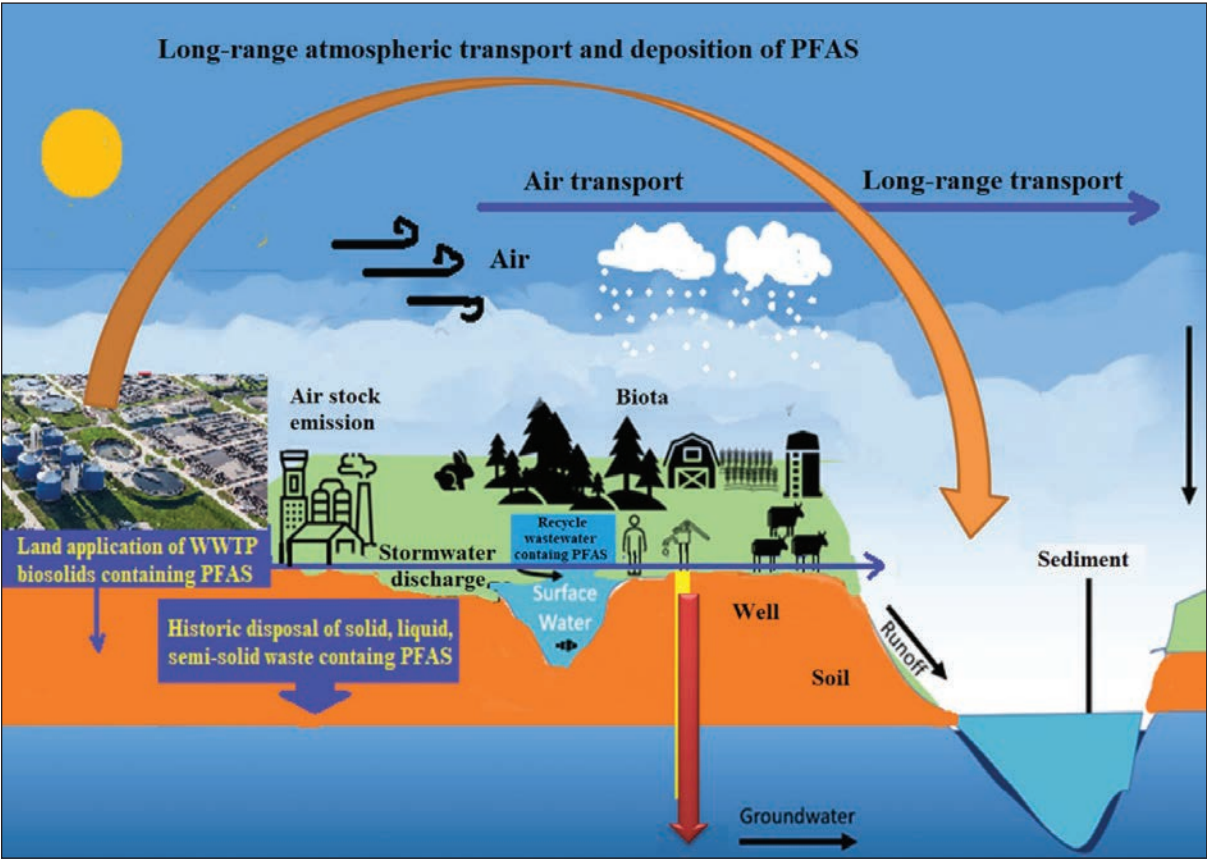 Long-range atmospheric transport and deposition of PFAS
Air transport
Long-range transport
Air
Air stock
emission
Biota
Land application of WWTP
biosolids containing PFAS
Stormwater
discharge
Recycle
wastewater
containg PFAS
Surface
Water
Historic disposal of solid, liquid,
semi-solid waste containg PFAS
Well
Soil
Runoff
Sediment
Groundwater